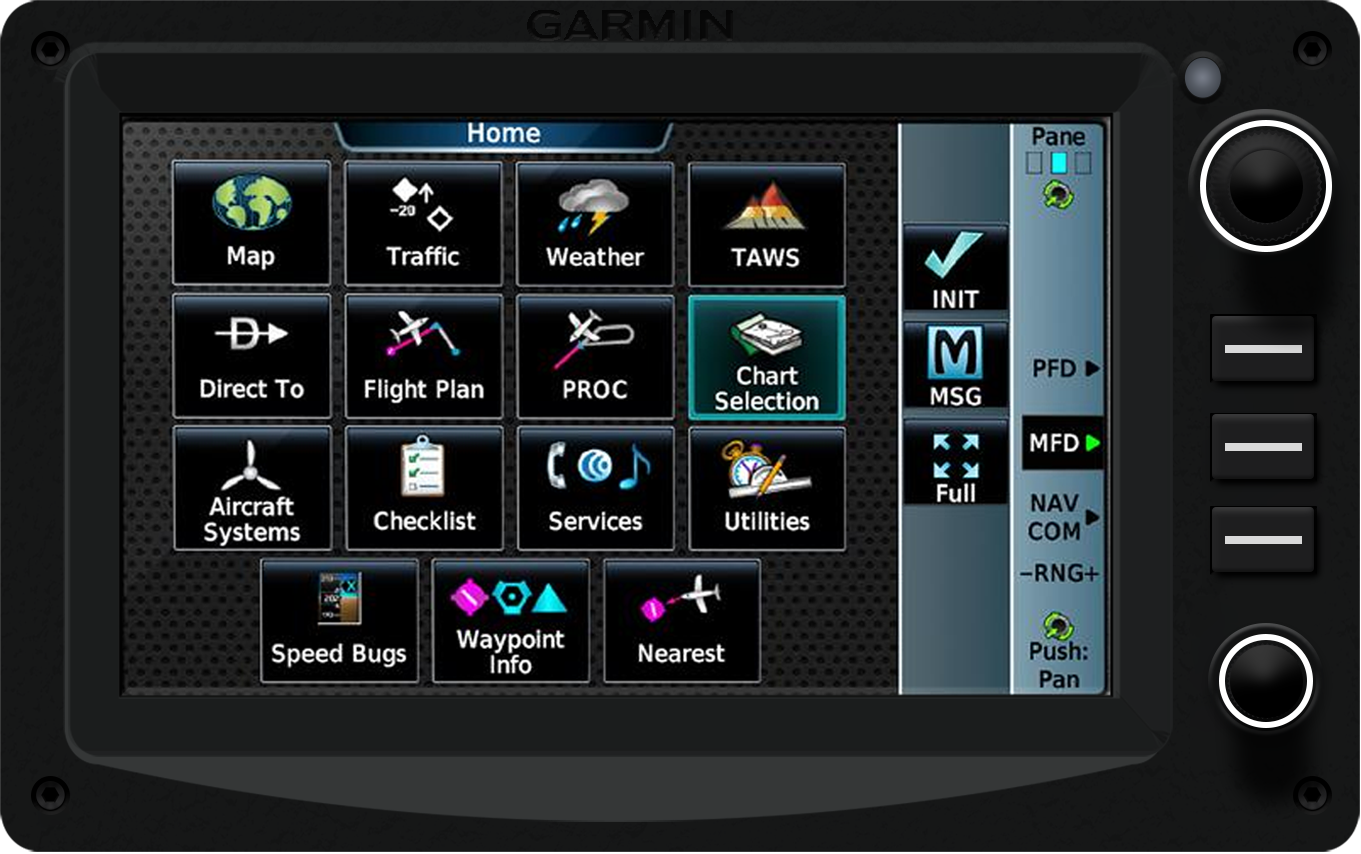 GARMIN
Home
Pane
Map
Traffic
-20
Weather
TAWS
INIT
Direct To
Flight Plan
PROC
Chart
Selection
MSG
PFD
MFD
Aircraft
Systems
Checklist
Services
Utilities
Full
NAV
COM
-RNG+
Speed Bugs
Waypoint
Info
Nearest
Push:
Pan